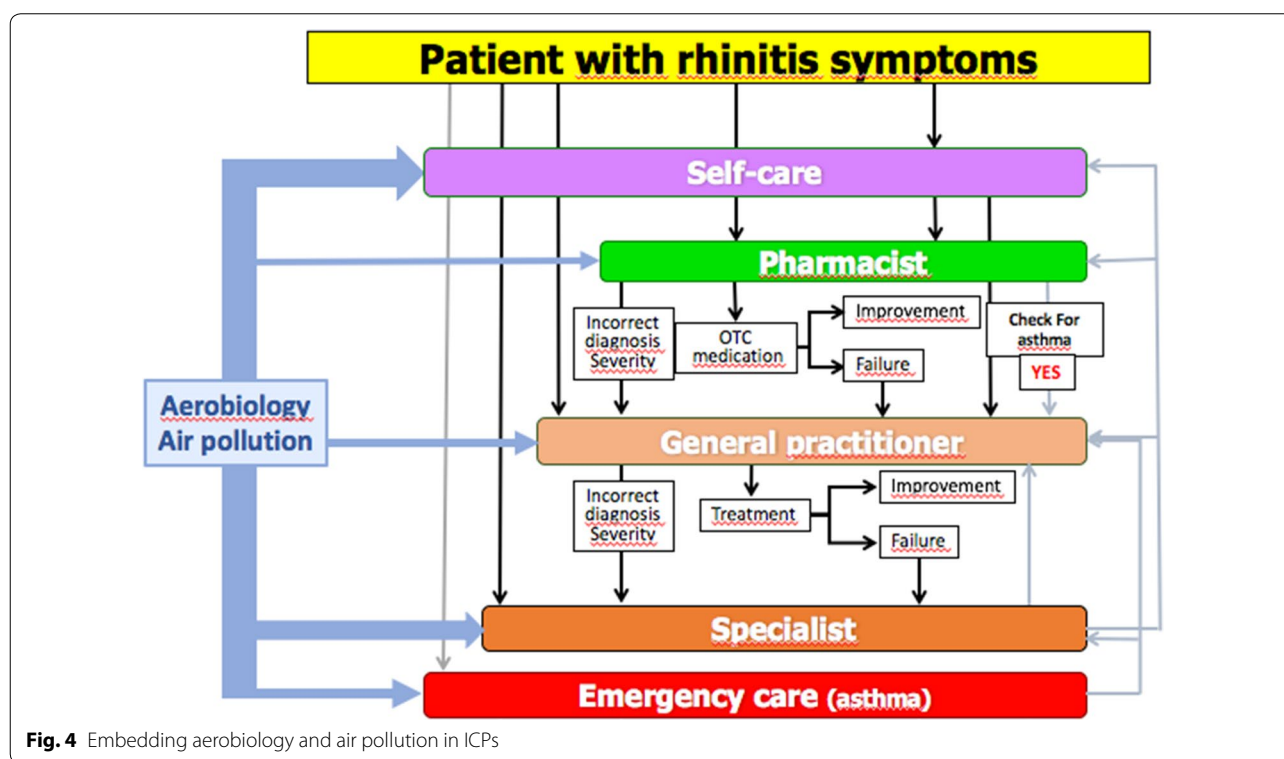 Patient with rhinitis symptoms
Self-care
Pharmacist
Incorrect
diagnosis
Severity
OTC
medication
Improvement
Failure
Check For
asthma
YES
Aerobiology
Air pollution
General practitioner
Incorrect
diagnosis
Severity
Treatment
Improvement
Failure
Specialist
Emergency care (asthma)
Fig. 4 Embedding aerobiology and air pollution in ICPs